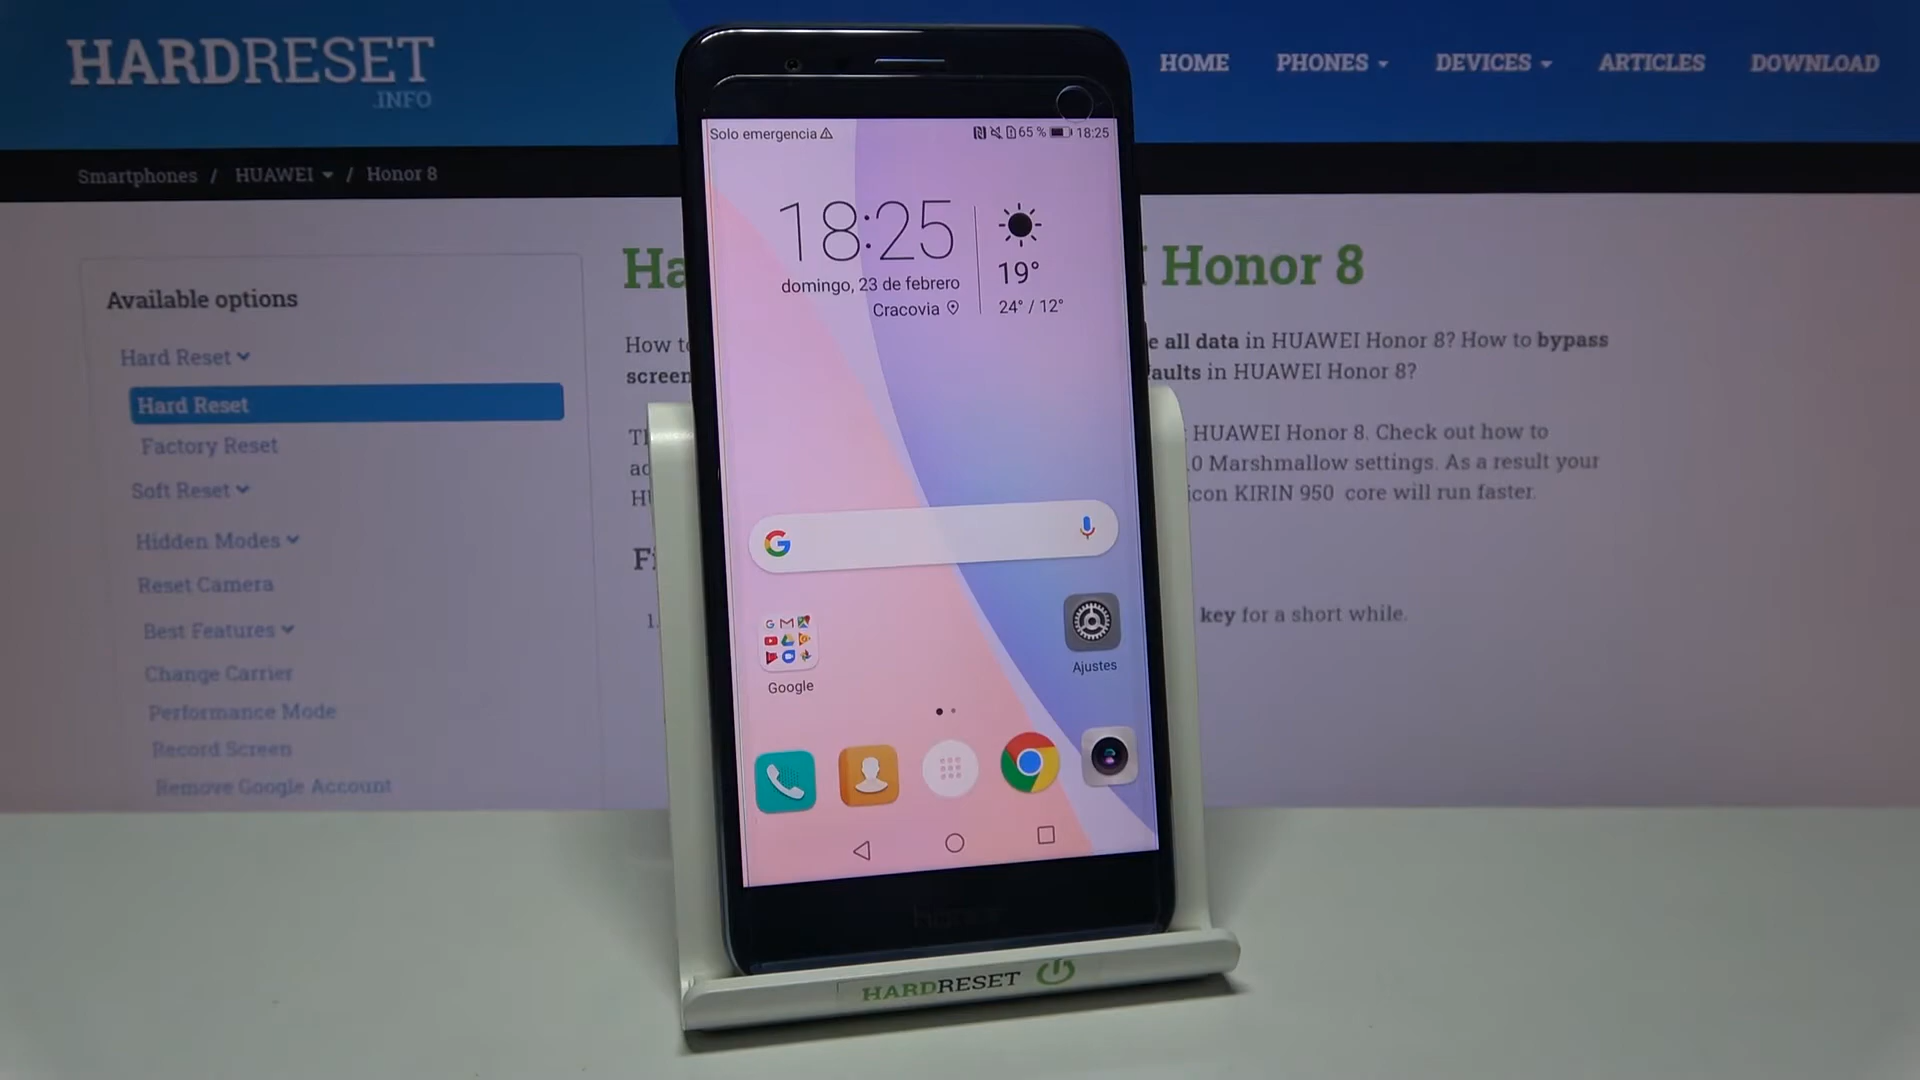 HARDRESET
.INFO
HOME PHONES DEVICES ARTICLES DOWNLOAD
Smartphones / HUAWEI / Honor 8
Available options
Hard Reset
Hard Reset
Factory Reset
Soft Reset
Hidden Modes
Reset Camera
Best Features
Change Carrier
Performance Mode
Record Screen
Remove Google Account
Honor 8
How
all data in HUAWEI Honor 8? How to bypass
screen
in HUAWEI Honor 8?
HUAWEI Honor 8. Check out how to
.0 Marshmallow settings. As a result your
KIRIN 950 core will run faster.
1.
key for a short while.
Solo emergencia
65 % 18:25
18:25
domingo, 23 de febrero
Cracovia
19°
24° / 12°
G
Google
Ajustes
honor
HARDRESET